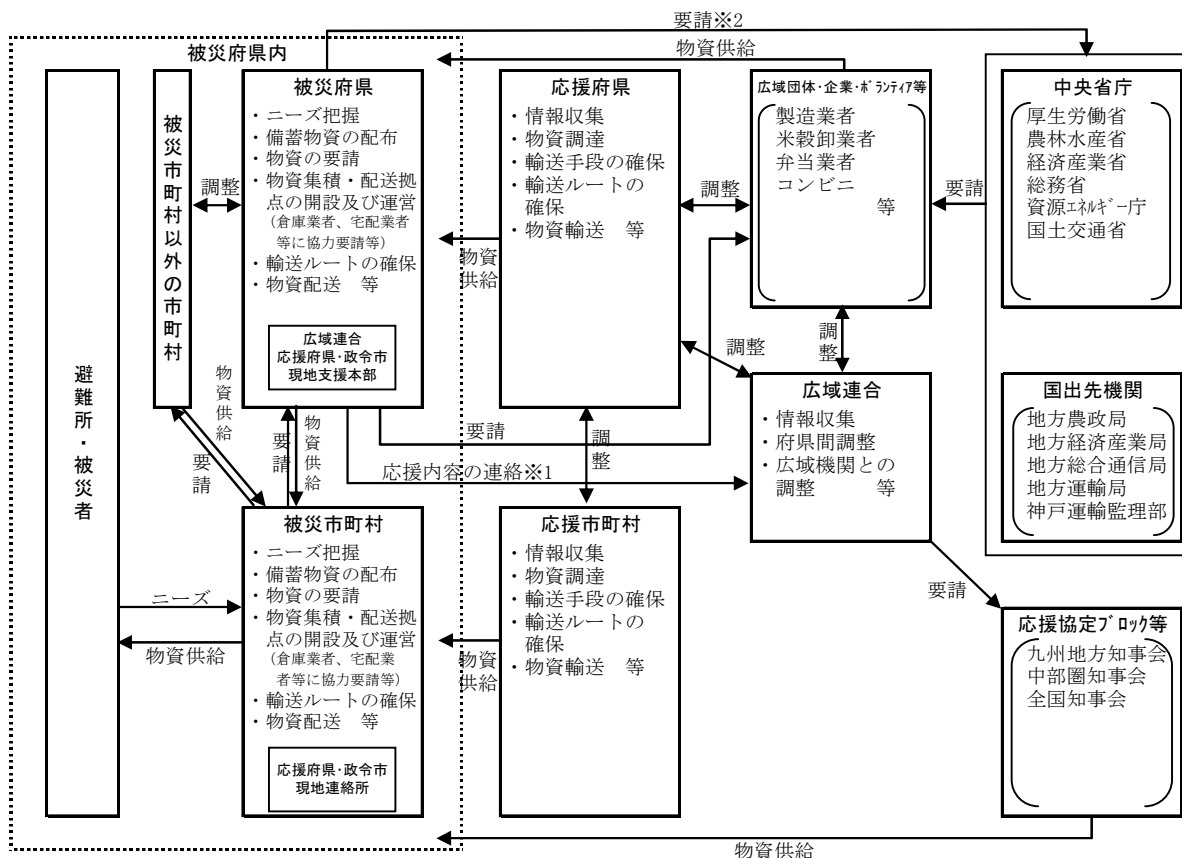 要請※2
被災府県内
物資供給
避難所・被災者
被災市町村以外の市町村
調整
被災府県
・ニーズ把握
・備蓄物資の配布
・物資の要請
・物資集積・配送拠
点の開設及び運営
(倉庫業者、宅配業者
等に協力要請等)
・輸送ルートの確保
・物資配送　等
広域連合
応援府県・政令市
現地支援本部
物資
供給
応援府県
・情報収集
・物資調達
・輸送手段の確保
・輸送ルートの
確保
・物資輸送　等
調整
広域団体・企業・ボランティア等
製造業者
米穀卸業者
弁当業者
コンビニ
等
要請
中央省庁
厚生労働省
農林水産省
経済産業省
総務省
資源エネルギー庁
国土交通省
物資供給
要請
要請
物資供給
要請
応援内容の連絡※1
調整
調整
調整
広域連合
・情報収集
・府県間調整
・広域機関との
調整　　等
国出先機関
地方農政局
地方経済産業局
地方総合通信局
地方運輸局
神戸運輸監理部
ニーズ
物資供給
被災市町村
・ニーズ把握
・備蓄物資の配布
・物資の要請
・物資集積・配送拠
点の開設及び運営
(倉庫業者、宅配業
者等に協力要請等)
・輸送ルートの確保
・物資配送　等
応援府県・政令市
現地連絡所
物資
供給
応援市町村
・情報収集
・物資調達
・輸送手段の確保
・輸送ルートの
確保
・物資輸送　等
要請
応援協定ブロック等
九州地方知事会
中部圏知事会
全国知事会
物資供給